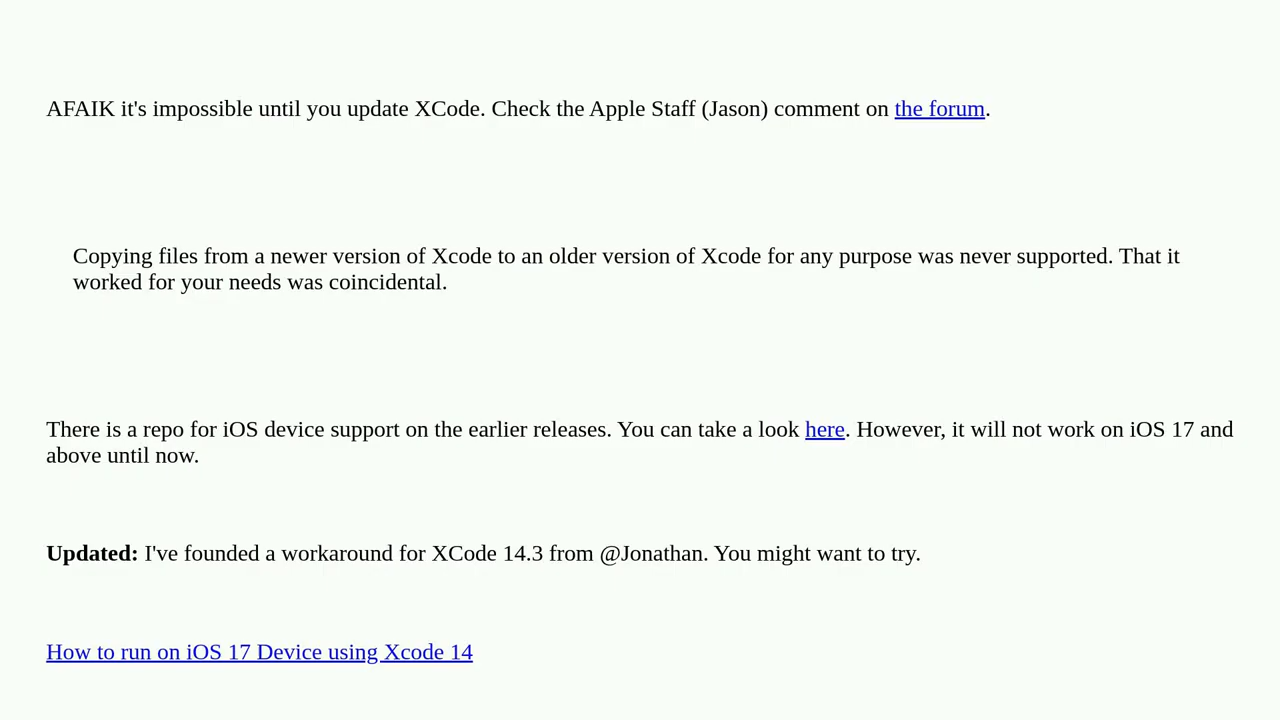 AFAIK it's impossible until you update XCode. Check the Apple Staff (Jason) comment on the forum.
Copying files from a newer version of Xcode to an older version of Xcode for any purpose was never supported. That it
worked for your needs was coincidental.
There is a repo for iOS device support on the earlier releases. You can take a look here. However, it will not work on iOS 17 and
above until now.
Updated: I've founded a workaround for XCode 14.3 from @Jonathan. You might want to try.
How to run on iOS 17 Device using Xcode 14